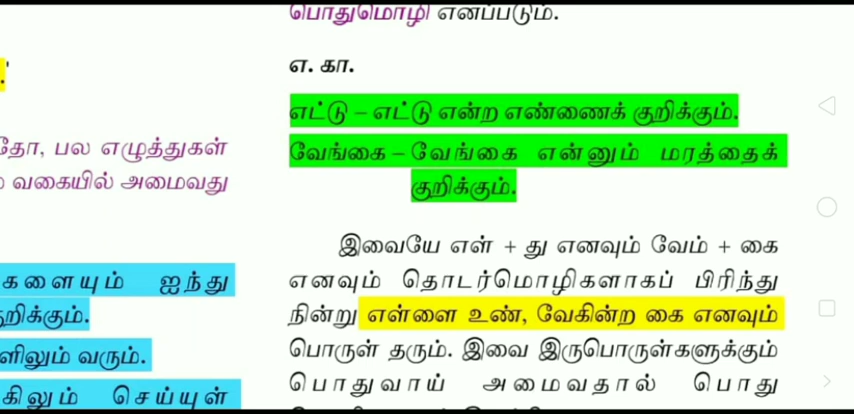 பொதுமொழி எனப்படும்.
எ. கா.
எட்டு – எட்டு என்ற எண்ணைக் குறிக்கும்.
வேங்கை – வேங்கை என்னும் மரத்தைக்
குறிக்கும்.
இவையே எள் + து எனவும் வேம் + கை
எனவும் தொடர்மொழிகளாகப் பிரிந்து
நின்று எள்ளை உண், வேகின்ற கை எனவும்
பொருள் தரும். இவை இருபொருள்களுக்கும்
பொதுவாய் அமைவதால் பொது
பல எழுத்துகள்
வகையில் அமைவது
களையும் ஐந்து
குறிக்கும்.
ளிலும் வரும்.
கிலும் செய்யுள்